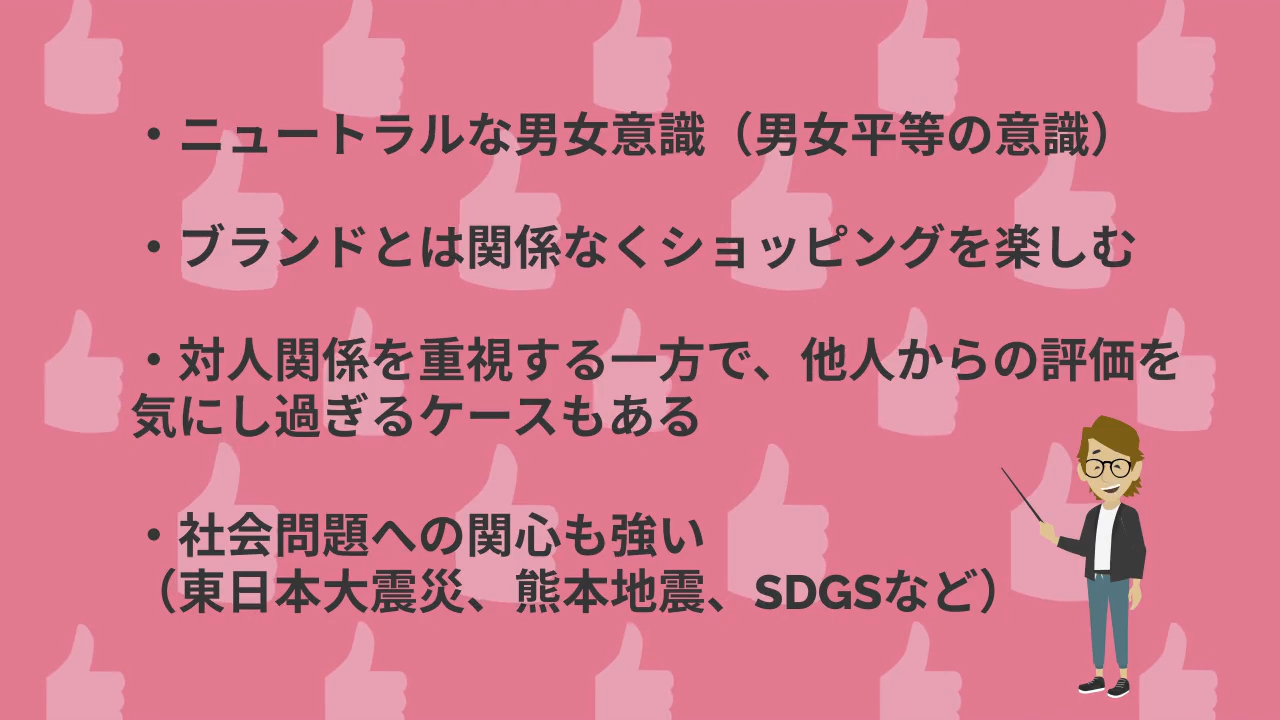 ・ニュートラルな男女意識（男女平等の意識）
・ブランドとは関係なくショッピングを楽しむ
・対人関係を重視する一方で、他人からの評価を
気にし過ぎるケースもある
・社会問題への関心も強い
（東日本大震災、熊本地震、SDGSなど）